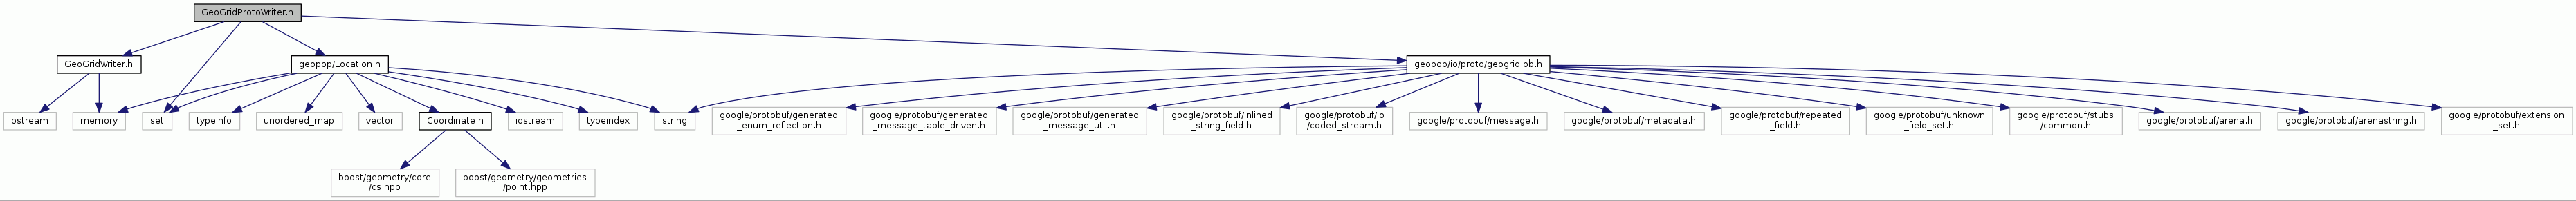 GeoGridProtoWriter.h
GeoGridWriter.h
geopop/Location.h
geopop/io/proto/geogrid.pb.h
ostream
memory
set
typeinfo
unordered_map
vector
Coordinate.h
iostream
typeindex
string
google/protobuf/generated
_enum_reflection.h
google/protobuf/generated
_message_table_driven.h
google/protobuf/generated
_message_util.h
google/protobuf/inlined
_string_field.h
google/protobuf/io
/coded_stream.h
google/protobuf/message.h
google/protobuf/metadata.h
google/protobuf/repeated
_field.h
google/protobuf/unknown
_field_set.h
google/protobuf/stubs
/common.h
google/protobuf/arena.h
google/protobuf/arenastring.h
google/protobuf/extension
_set.h
boost/geometry/core
/cs.hpp
boost/geometry/geometries
/point.hpp